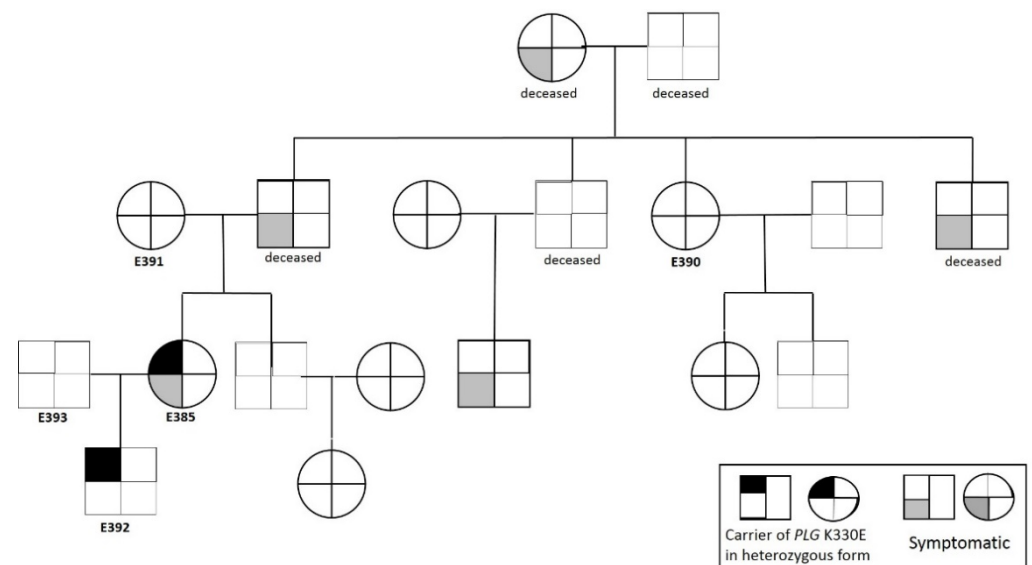 deceased
deceased
E391
deceased
deceased
E390
deceased
E393
E385
E392
Carrier of PLG K330E
in heterozygous form
Symptomatic